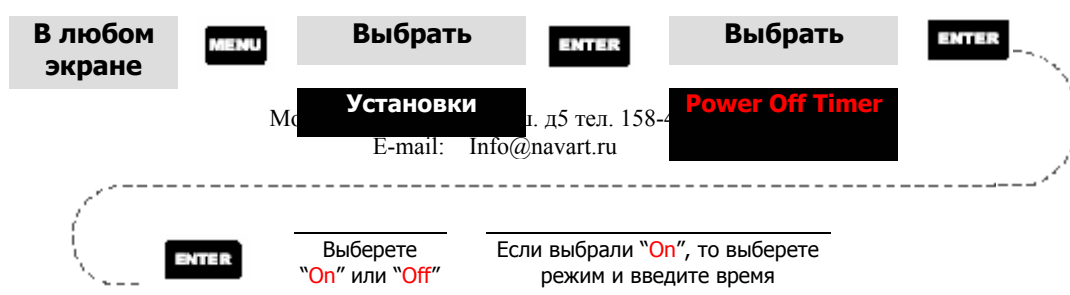 В любом
экране
MENU
Выбрать
ENTER
Выбрать
ENTER
Установки
Power Off Timer
д5 тел. 158-
E-mail: Info@navart.ru
ENTER
Выберете
“On” или “Off”
Если выбрали “On”, то выберете
режим и введите время